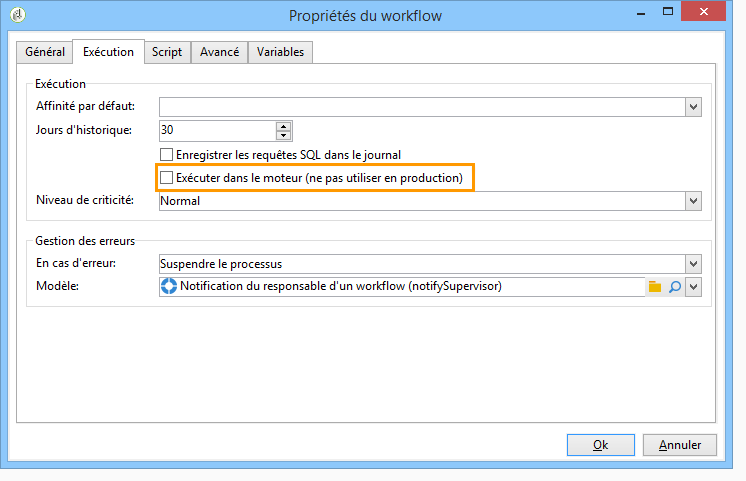 Propriétés du workflow
Général Exécution Script Avancé Variables
Exécution
Affinité par défaut:
Jours d'historique: 30
Enregistrer les requêtes SQL dans le journal
Exécuter dans le moteur (ne pas utiliser en production)
Niveau de criticité: Normal
Gestion des erreurs
En cas d'erreur: Suspendre le processus
Modèle: Notification du responsable d'un workflow (notifySupervisor)
Ok Annuler